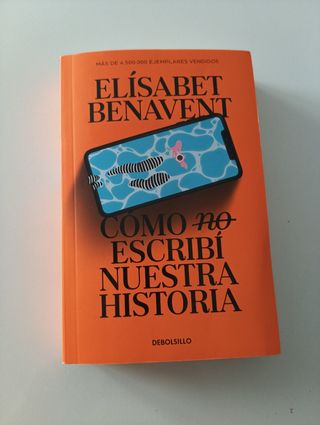 MÁS DE 4.500.000 EJEMPLARES VENDIDOS
ELÍSABET
BENAVENT
CÓMO no
ESCRIBÍ
NUESTRA
HISTORIA
DEBOLSILLO